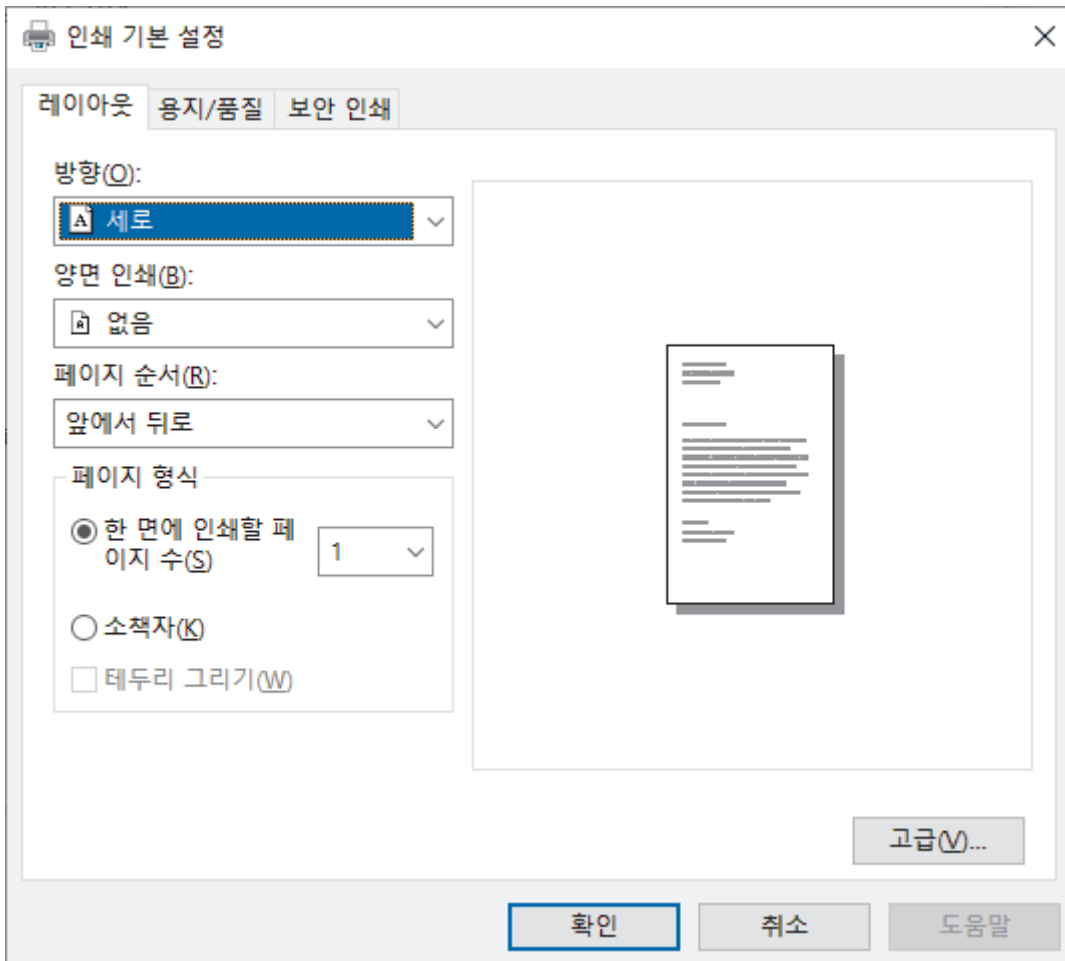 인쇄 기본 설정
레이아웃 용지/품질 보안 인쇄
방향(O):
세로
양면 인쇄(B):
없음
페이지 순서(R):
앞에서 뒤로
페이지 형식
한 면에 인쇄할 페
이지 수(S)
1
소책자(K)
테두리 그리기(W)
고급(V)...
확인 취소 도움말